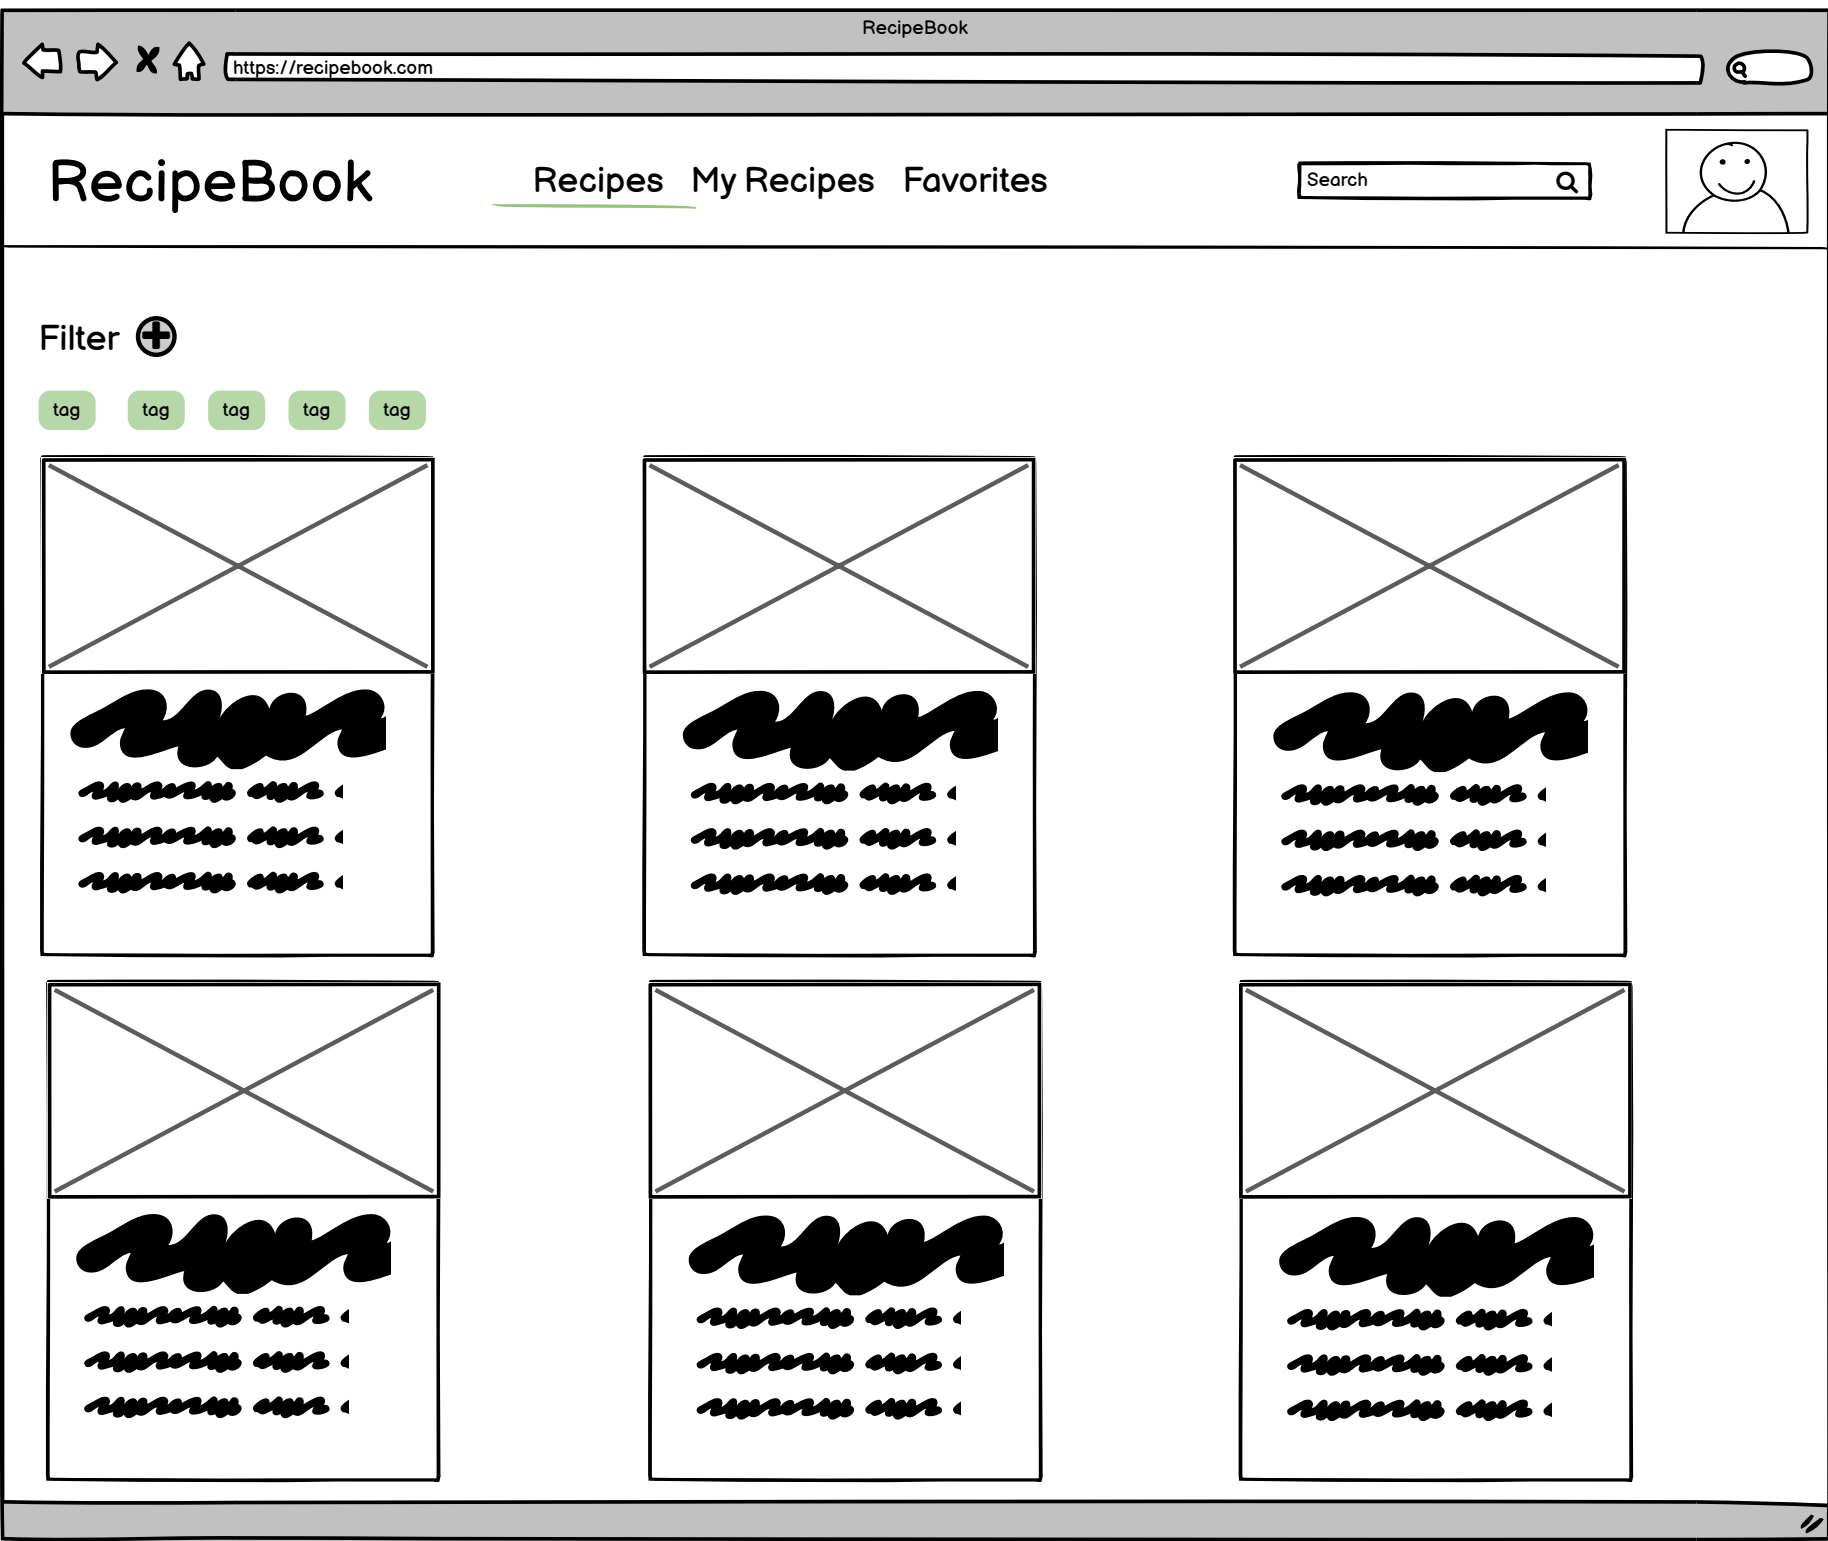 RecipeBook
https://recipebook.com
RecipeBook
Recipes My Recipes Favorites
Search
Filter
tag tag tag tag tag